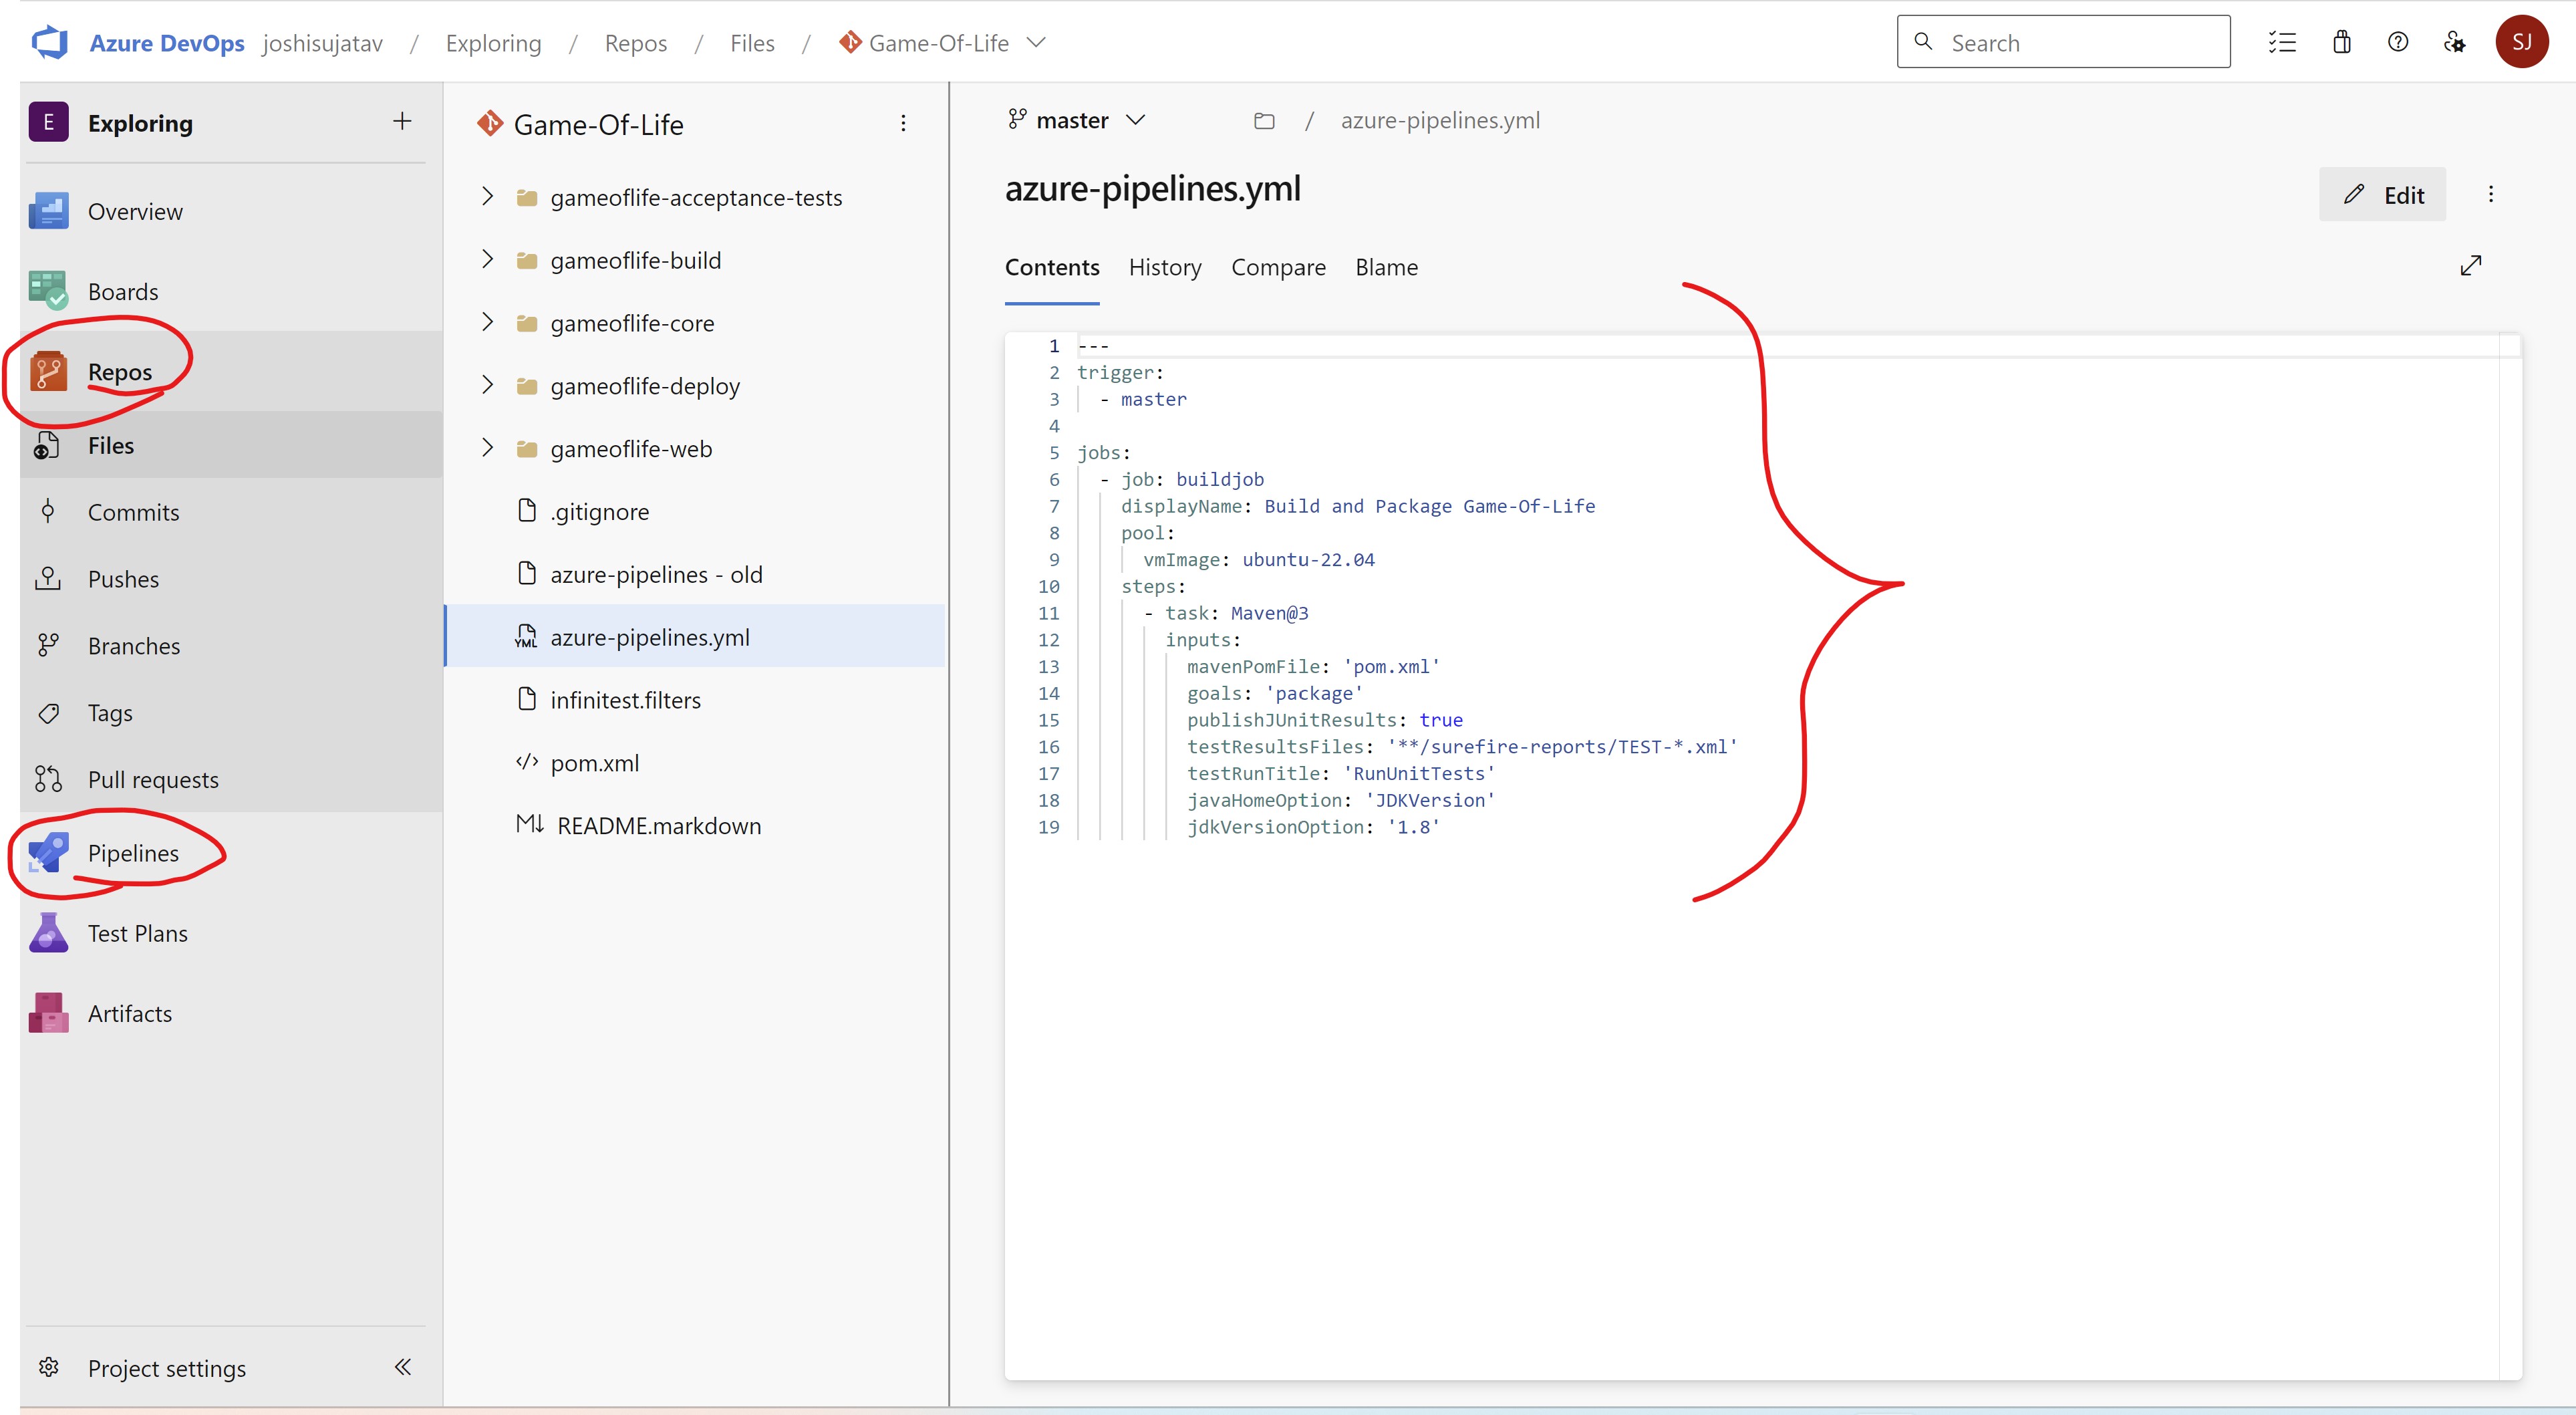 Azure DevOps joshisujatav / Exploring / Repos / Files / Game-Of-Life
Search
SJ
E Exploring
Overview
Boards
Repos
Files
Commits
Pushes
Branches
Tags
Pull requests
Pipelines
Test Plans
Artifacts
Project settings
Game-Of-Life
gameoflife-acceptance-tests
gameoflife-build
gameoflife-core
gameoflife-deploy
gameoflife-web
.gitignore
azure-pipelines - old
YML azure-pipelines.yml
infinitest.filters
</> pom.xml
M↓ README.markdown
master / azure-pipelines.yml
azure-pipelines.yml
Edit
Contents History Compare Blame
1 ---
2 trigger:
3 - master
4
5 jobs:
6 - job: buildjob
7 displayName: Build and Package Game-Of-Life
8 pool:
9 vmImage: ubuntu-22.04
10 steps:
11 - task: Maven@3
12 inputs:
13 mavenPomFile: 'pom.xml'
14 goals: 'package'
15 publishJUnitResults: true
16 testResultsFiles: '**/surefire-reports/TEST-*.xml'
17 testRunTitle: 'RunUnitTests'
18 javaHomeOption: 'JDKVersion'
19 jdkVersionOption: '1.8'